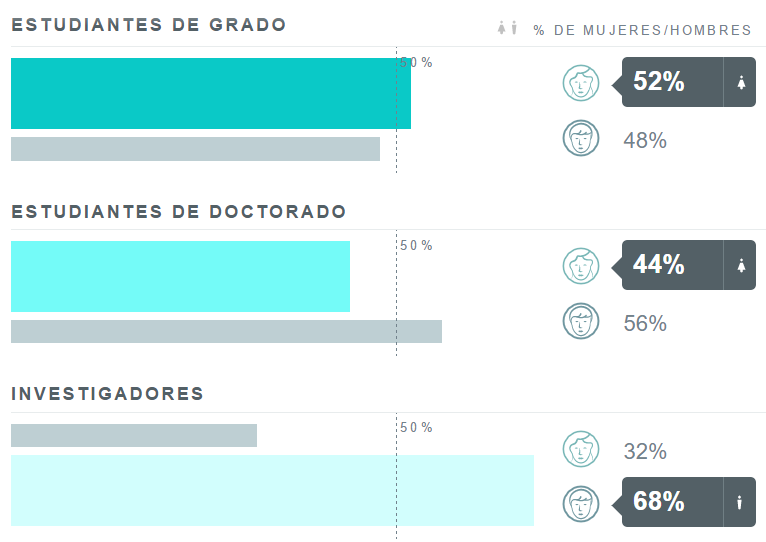 ESTUDIANTES DE GRADO
% DE MUJERES/HOMBRES
50%
52%
48%
ESTUDIANTES DE DOCTORADO
50%
44%
56%
INVESTIGADORES
50%
32%
68%